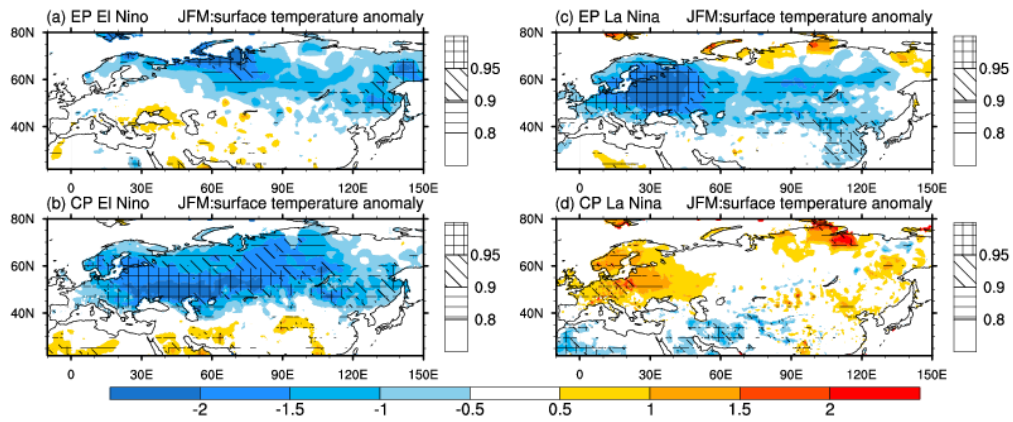 (a) EP El Nino JFM:surface temperature anomaly
80N
60N
40N
0 30E 60E 90E 120E 150E
0.95
0.9
0.8
(c) EP La Nina JFM:surface temperature anomaly
80N
60N
40N
0 30E 60E 90E 120E 150E
0.95
0.9
0.8
(b) CP El Nino JFM:surface temperature anomaly
80N
60N
40N
0 30E 60E 90E 120E 150E
0.95
0.9
0.8
(d) CP La Nina JFM:surface temperature anomaly
80N
60N
40N
0 30E 60E 90E 120E 150E
0.95
0.9
0.8
-2 -1.5 -1 -0.5 0.5 1 1.5 2